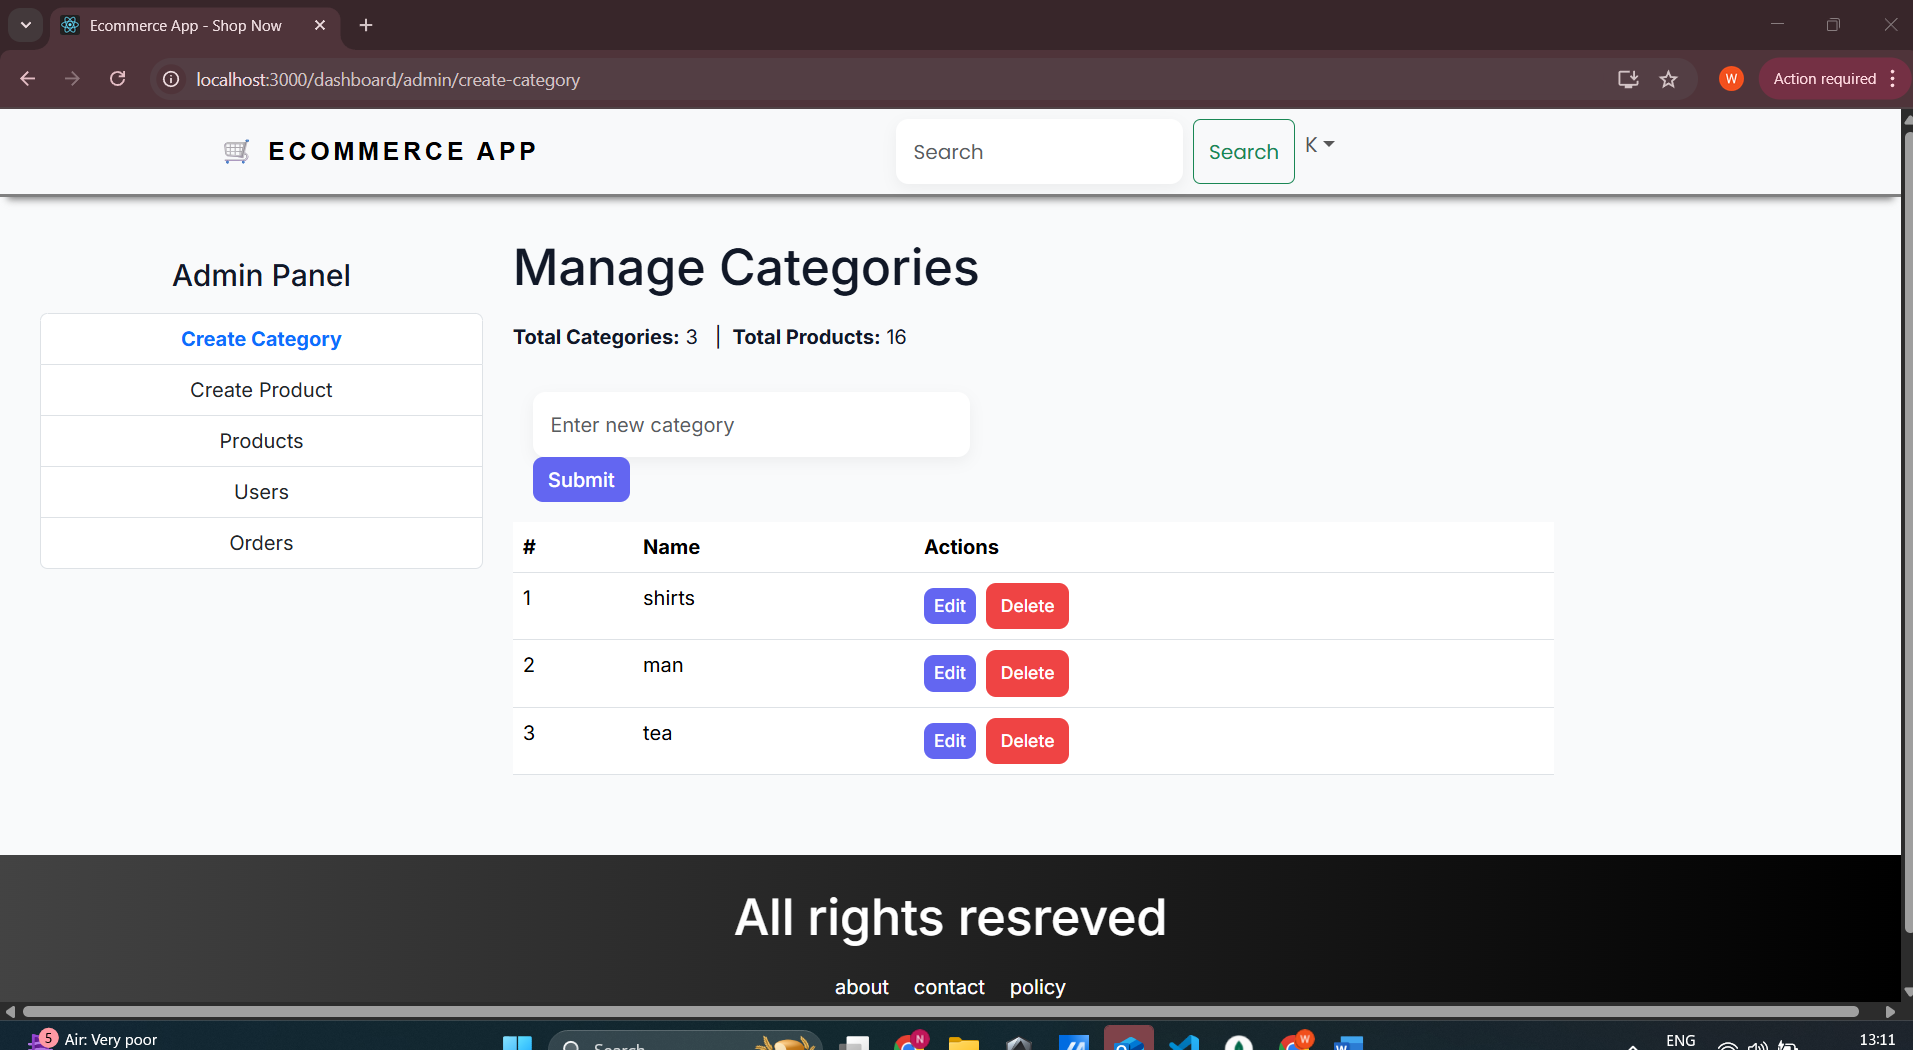 Ecommerce App - Shop Now
localhost:3000/dashboard/admin/create-category
W
Action required
🛒 ECOMMERCE APP
Search
Search
K
Admin Panel
Create Category
Create Product
Products
Users
Orders
Manage Categories
Total Categories: 3 | Total Products: 16
Enter new category
Submit
# Name Actions
1 shirts Edit Delete
2 man Edit Delete
3 tea Edit Delete
All rights resreved
about contact policy
5
Air: Very poor
Search
N
W
W
ENG
13:11